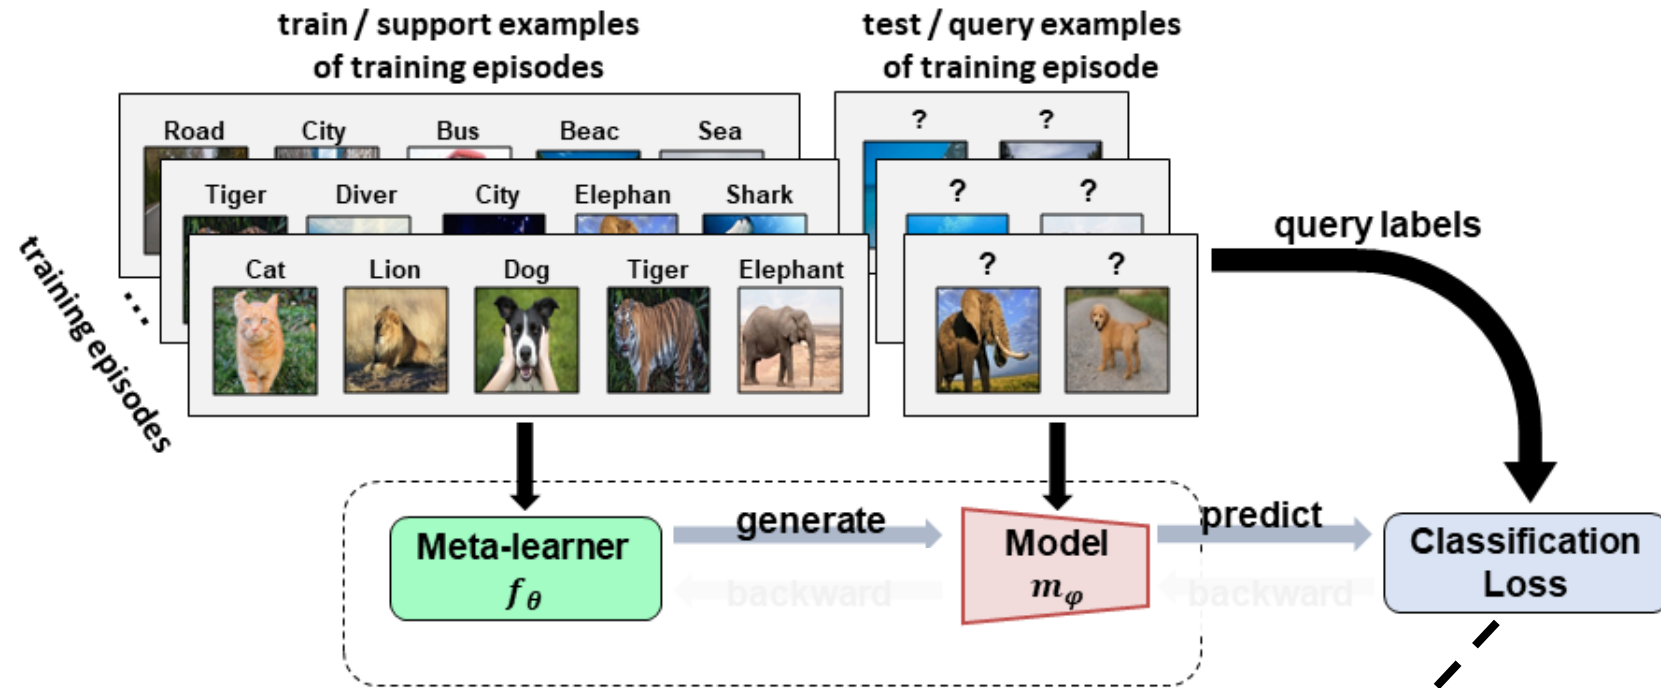 train / support examples
of training episodes
test / query examples
of training episode
Road City Bus Beac Sea
? ?
Tiger Diver City Elephan Shark
? ?
query labels
Cat Lion Dog Tiger Elephant
? ?
training episodes
...
generate
predict
Meta-learner
fθ
Model
mφ
Classification
Loss
backward
backward